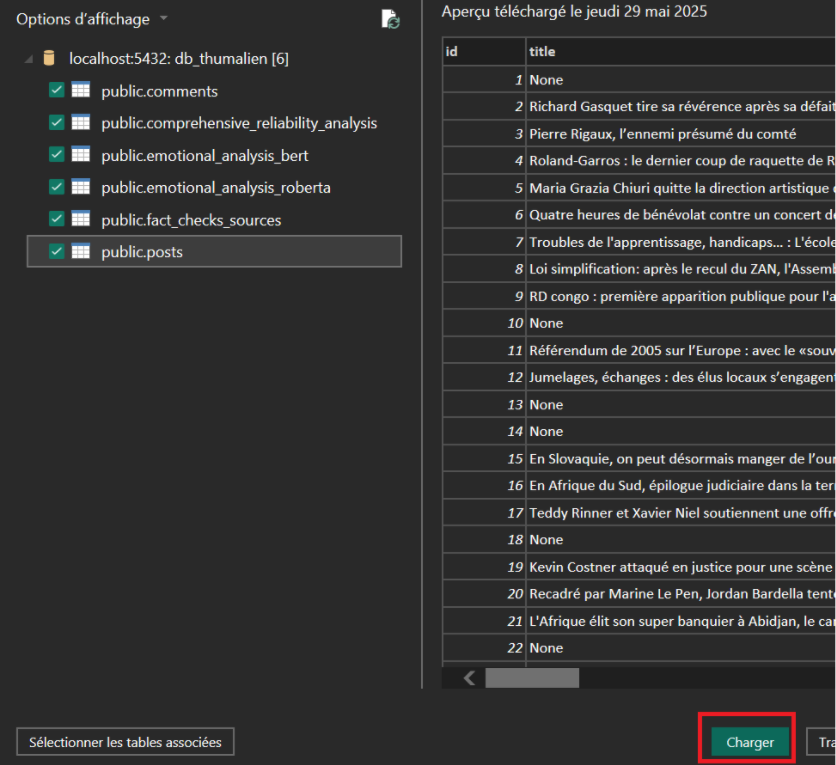 Options d'affichage
localhost:5432: db_thumalien [6]
public.comments
public.comprehensive_reliability_analysis
public.emotional_analysis_bert
public.emotional_analysis_roberta
public.fact_checks_sources
public.posts
Sélectionner les tables associées
Aperçu téléchargé le jeudi 29 mai 2025
id title
1 None
2 Richard Gasquet tire sa révérence après sa défait
3 Pierre Rigaux, l'ennemi présumé du comté
4 Roland-Garros : le dernier coup de raquette de R
5 Maria Grazia Chiuri quitte la direction artistique
6 Quatre heures de bénévolat contre un concert d
7 Troubles de l'apprentissage, handicaps... : L'école
8 Loi simplification: après le recul du ZAN, l'Assem
9 RD congo : première apparition publique pour l'a
10 None
11 Référendum de 2005 sur l'Europe : avec le «souv
12 Jumelages, échanges : des élus locaux s'engagen
13 None
14 None
15 En Slovaquie, on peut désormais manger de l'our
16 En Afrique du Sud, épilogue judiciaire dans la ter
17 Teddy Rinner et Xavier Niel soutiennent une offr
18 None
19 Kevin Costner attaqué en justice pour une scène
20 Recadré par Marine Le Pen, Jordan Bardella tent
21 L'Afrique élit son super banquier à Abidjan, le ca
22 None
Charger
Tra